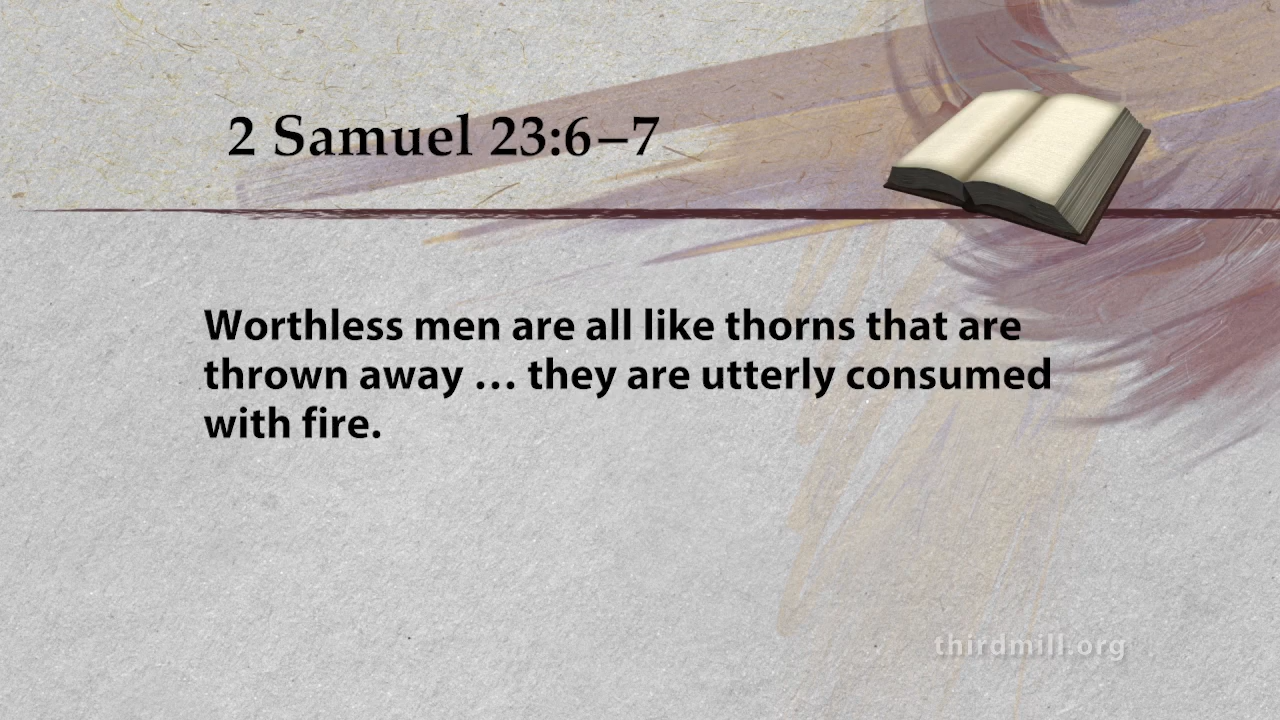 2 Samuel 23:6–7
Worthless men are all like thorns that are
thrown away … they are utterly consumed
with fire.
thirdmill.org